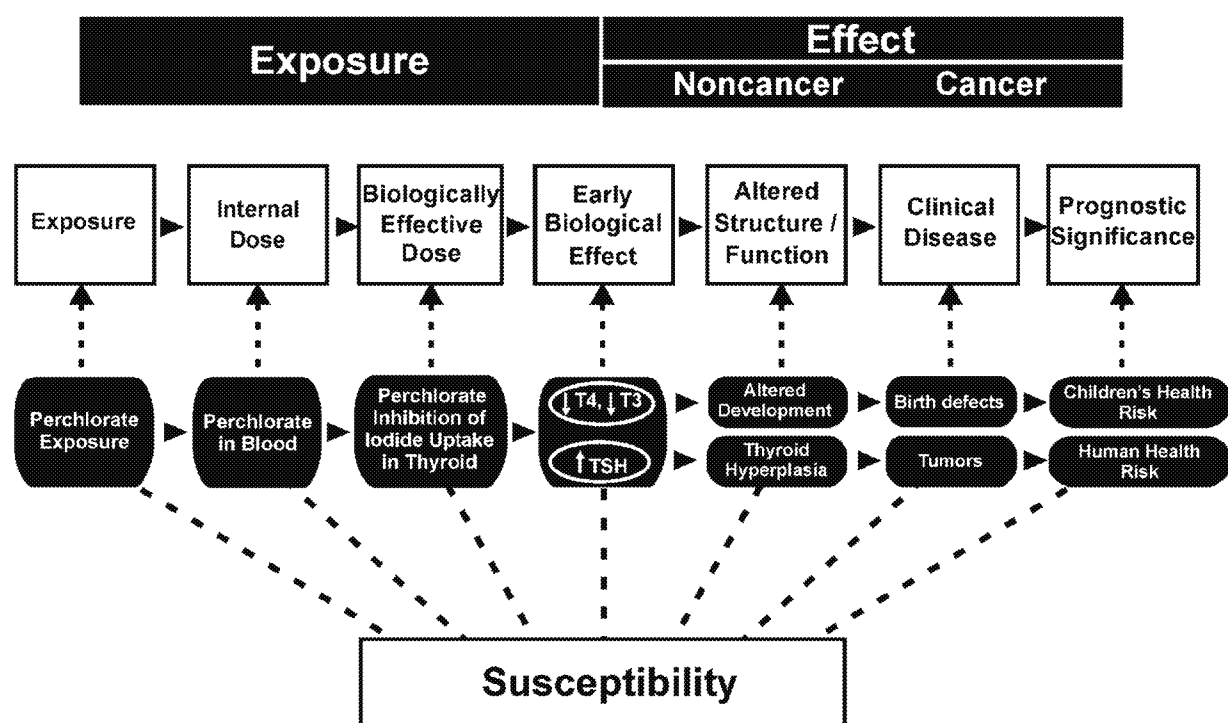 Exposure
Effect
Noncancer Cancer
Exposure
Internal
Dose
Biologically
Effective
Dose
Early
Biological
Effect
Altered
Structure /
Function
Clinical
Disease
Prognostic
Significance
Perchlorate
Exposure
Perchlorate
in Blood
Perchlorate
Inhibition of
Iodide Uptake
in Thyroid
↓ T4, ↓ T3
↑ TSH
Altered
Development
Birth defects
Children's Health
Risk
Thyroid
Hyperplasia
Tumors
Human Health
Risk
Susceptibility